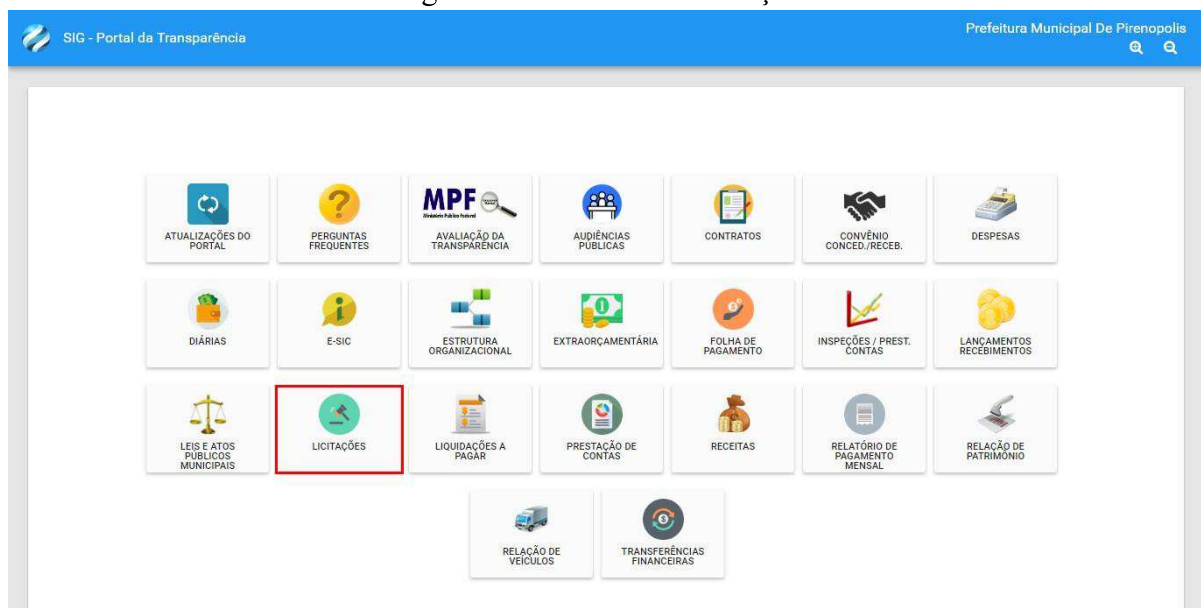 SIG - Portal da Transparência
Prefeitura Municipal De Pirenopolis
ATUALIZAÇÕES DO
PORTAL
PERGUNTAS
FREQUENTES
MPF
Ministério Público Federal
AVALIAÇÃO DA
TRANSPARÊNCIA
AUDIÊNCIAS
PÚBLICAS
CONTRATOS
CONVÊNIO
CONCED./RECEB.
DESPESAS
DIÁRIAS
E-SIC
ESTRUTURA
ORGANIZACIONAL
EXTRAORÇAMENTÁRIA
FOLHA DE
PAGAMENTO
INSPEÇÕES / PREST.
CONTAS
LANÇAMENTOS
RECEBIMENTOS
LEIS E ATOS
PÚBLICOS
MUNICIPAIS
LICITAÇÕES
LIQUIDAÇÕES A
PAGAR
PRESTAÇÃO DE
CONTAS
RECEITAS
RELATÓRIO DE
PAGAMENTO
MENSAL
RELAÇÃO DE
PATRIMÔNIO
RELAÇÃO DE
VEÍCULOS
TRANSFERÊNCIAS
FINANCEIRAS